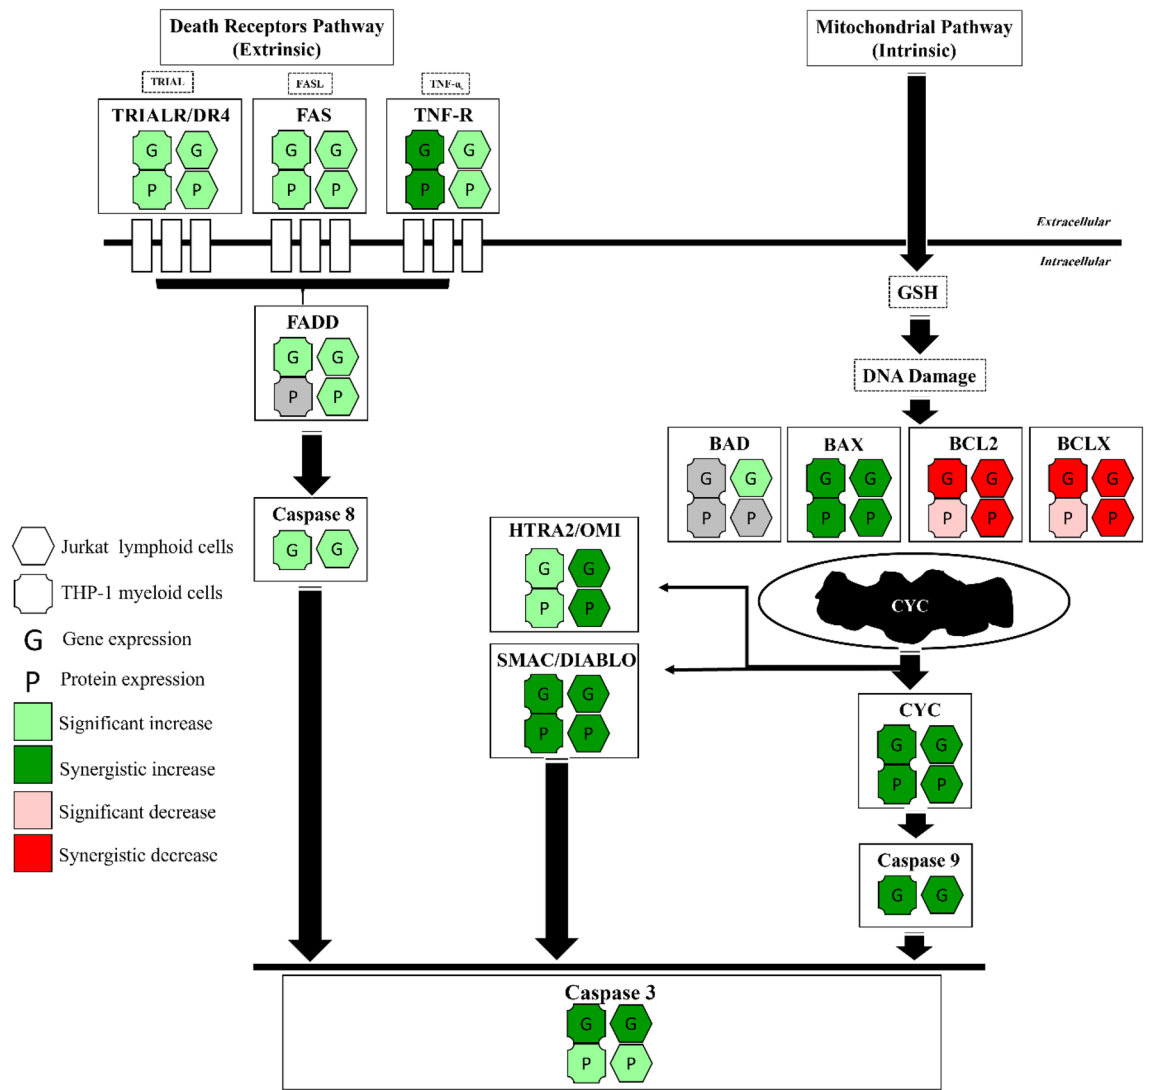 Death Receptors Pathway
(Extrinsic)
Mitochondrial Pathway
(Intrinsic)
TRIAL
FASL
TNF-α
TRIALR/DR4
FAS
TNF-R
G G
G G
G G
P P
P P
P P
Extracellular
Intracellular
GSH
FADD
G G
P P
DNA Damage
BAD
BAX
BCL2
BCLX
G G
G G
G G
G G
P P
P P
P P
P P
Caspase 8
G G
HTRA2/OMI
G G
P P
CYC
SMAC/DIABLO
G G
P P
CYC
G G
P P
Caspase 9
G G
Jurkat lymphoid cells
THP-1 myeloid cells
G Gene expression
P Protein expression
Significant increase
Synergistic increase
Significant decrease
Synergistic decrease
Caspase 3
G G
P P